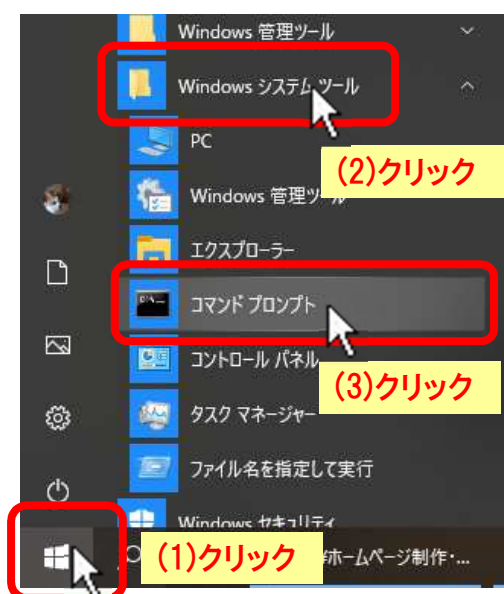 Windows 管理ツール
Windows システム ツール
PC
(2)クリック
Windows 管理ツール
エクスプローラー
コマンド プロンプト
コントロール パネル
(3)クリック
タスク マネージャー
ファイル名を指定して実行
Windows セキュリティ
(1)クリック
ホームページ制作・...